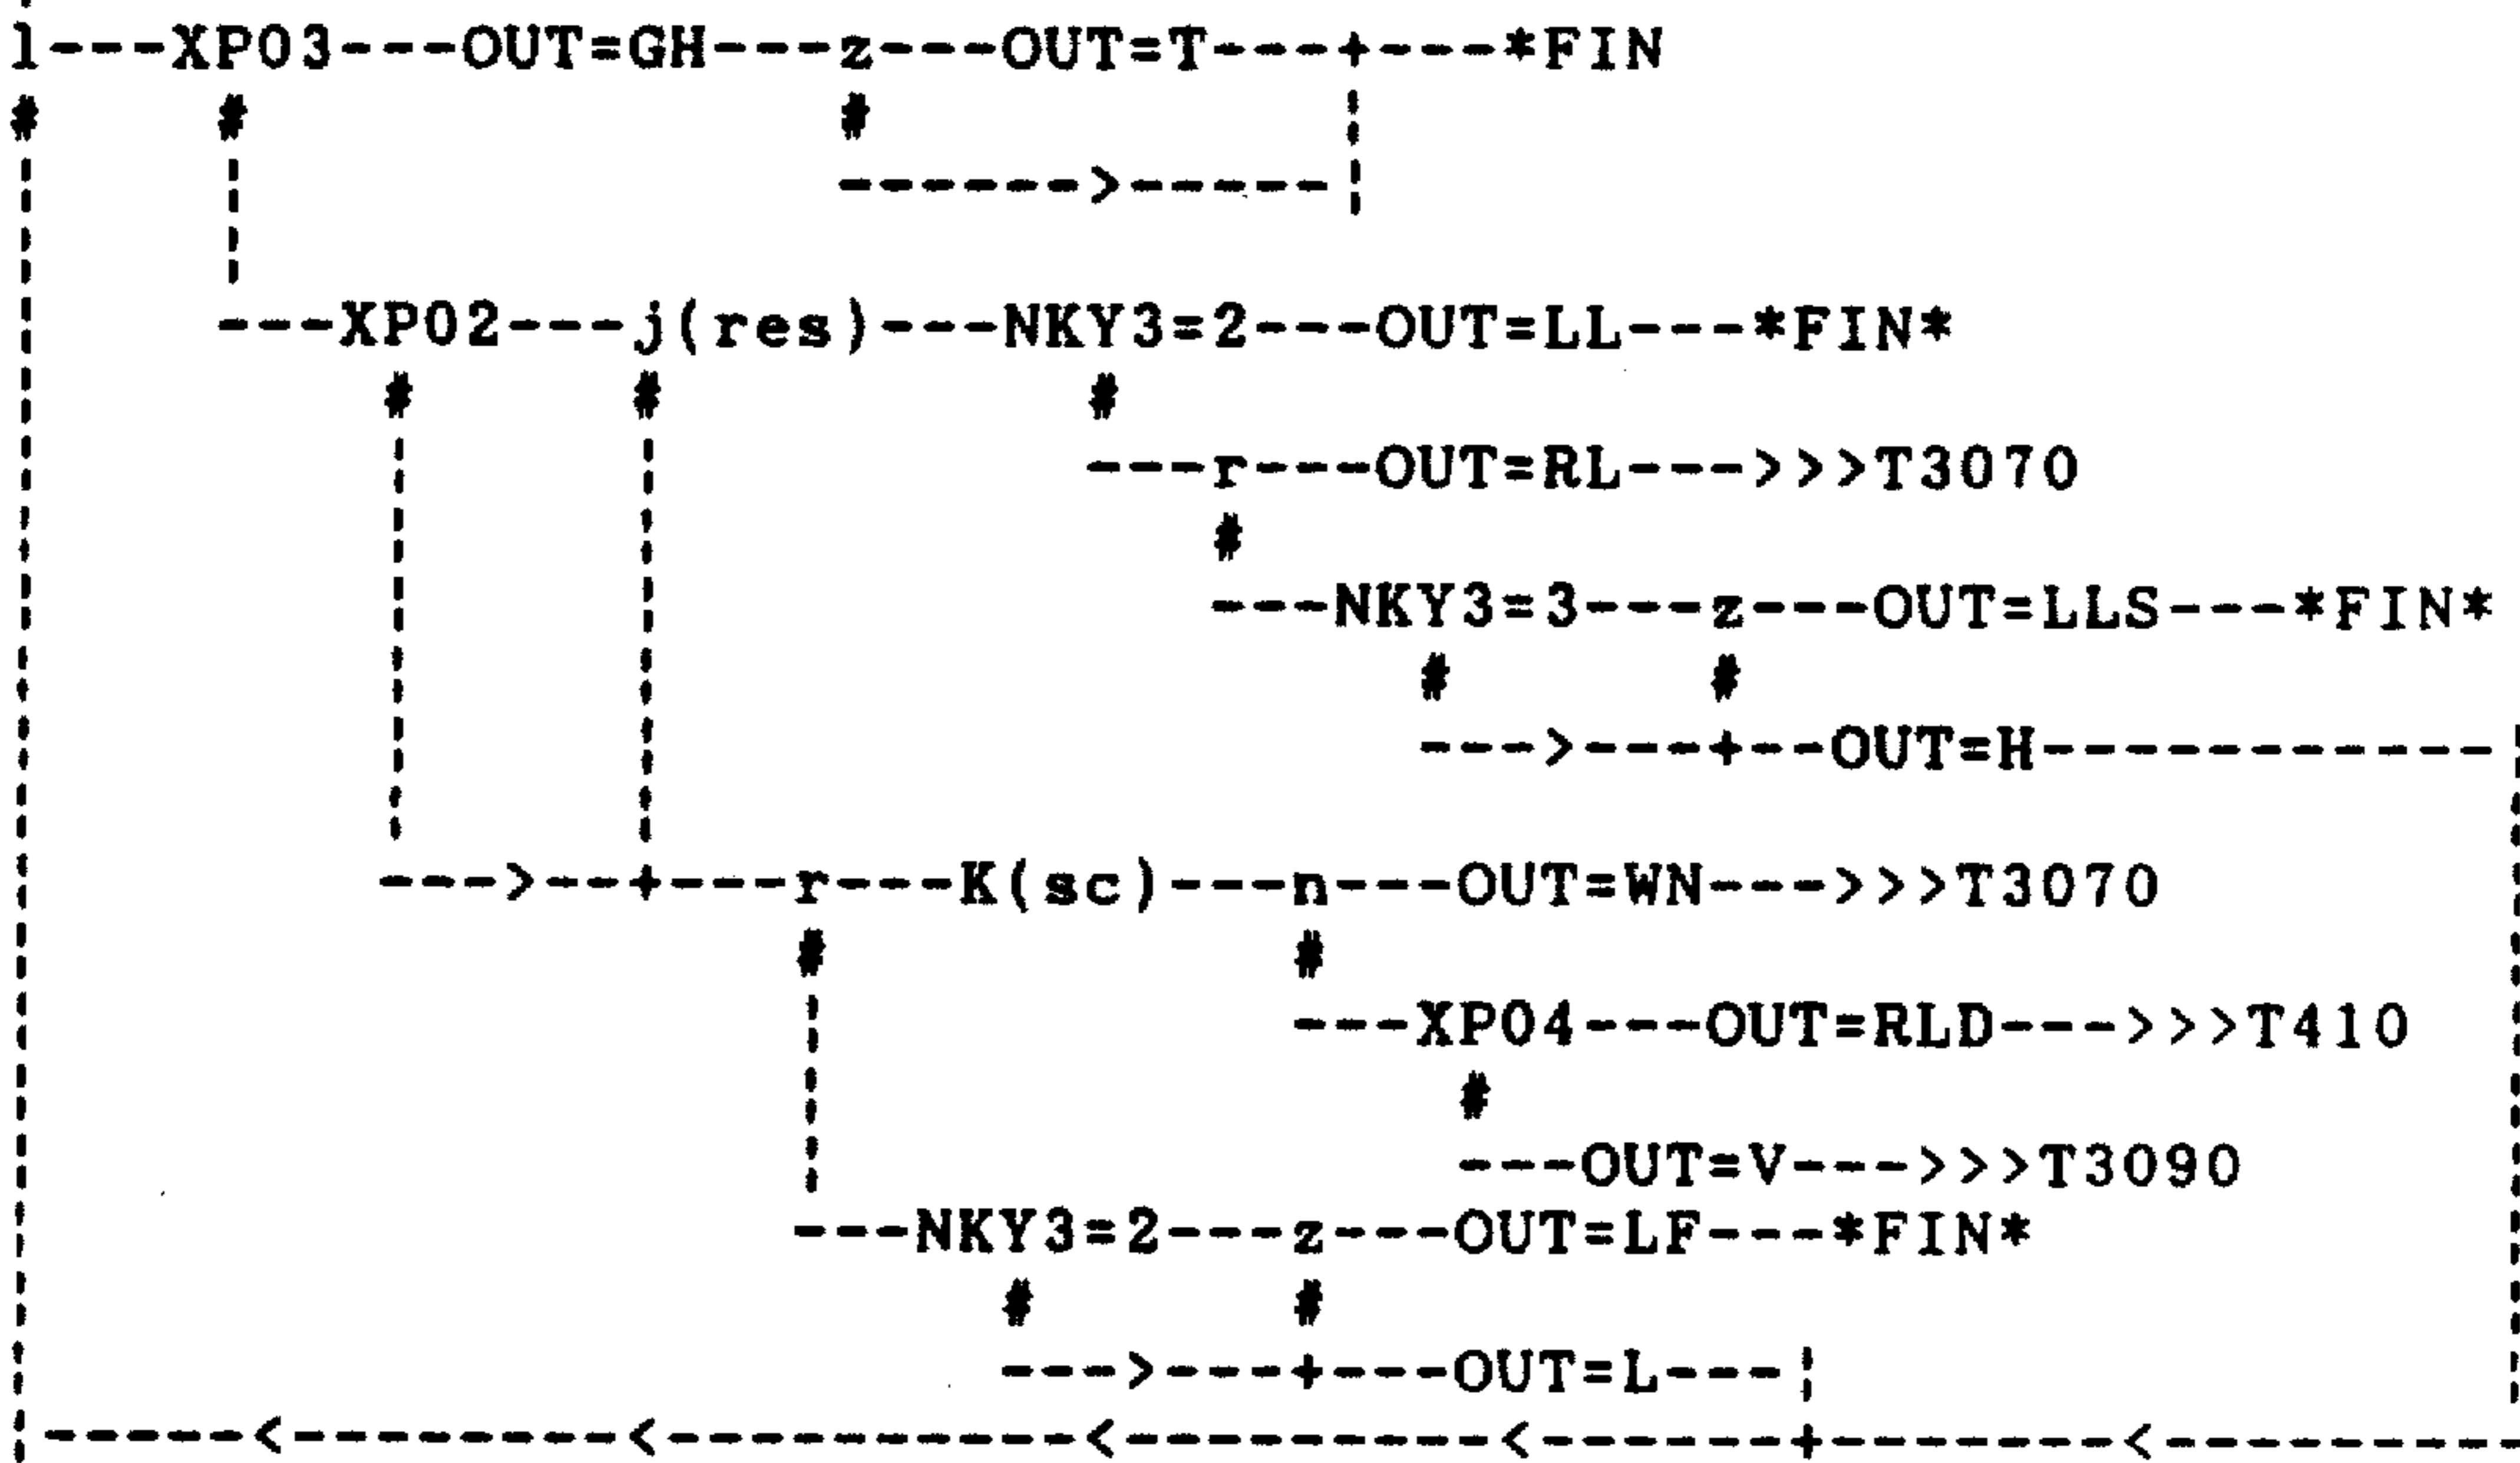 l---XP03---OUT=GH---z---OUT=T---+---*FIN
# # #
------>-----
---XP02---j(res)---NKY3=2---OUT=LL---*FIN*
# # #
---r---OUT=RL--->>>T3070
#
---NKY3=3---z---OUT=LLS---*FIN*
# #
--->---+--OUT=H-----------
--->--+---r---K(sc)---n---OUT=WN--->>>T3070
# #
---XP04---OUT=RLD--->>>T410
#
---OUT=V--->>>T3090
---NKY3=2---z---OUT=LF---*FIN*
# #
--->---+---OUT=L---
-----<--------<----------<---------<------+-------<---------